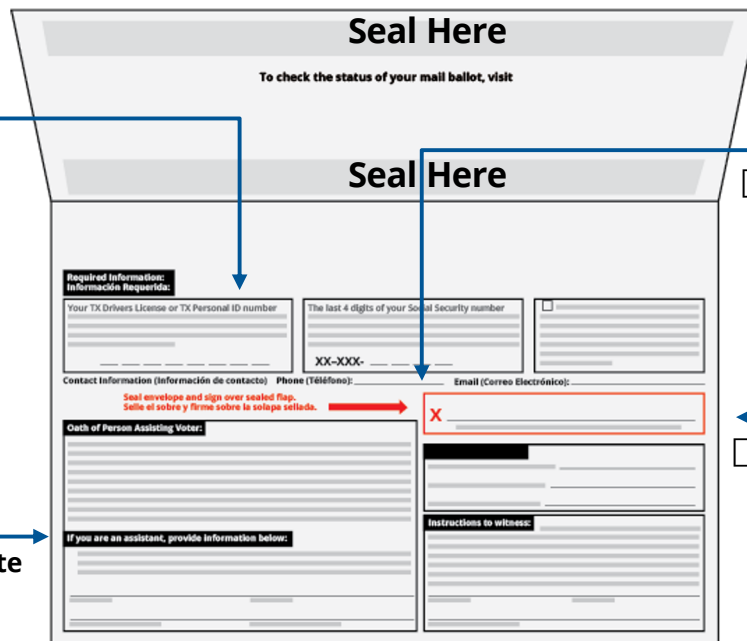 Seal Here
To check the status of your mail ballot, visit
Seal Here
Required Information:
Información Requerida:
Your TX Drivers License or TX Personal ID number
The last 4 digits of your Social Security number
XX–XXX-
Contact Information (Información de contacto) Phone (Téléfono): Email (Correo Electrónico):
Seal envelope and sign over sealed flap.
Selle el sobre y firme sobre la solapa sellada.
X
Oath of Person Assisting Voter:
Instructions to witness:
If you are an assistant, provide information below:
te